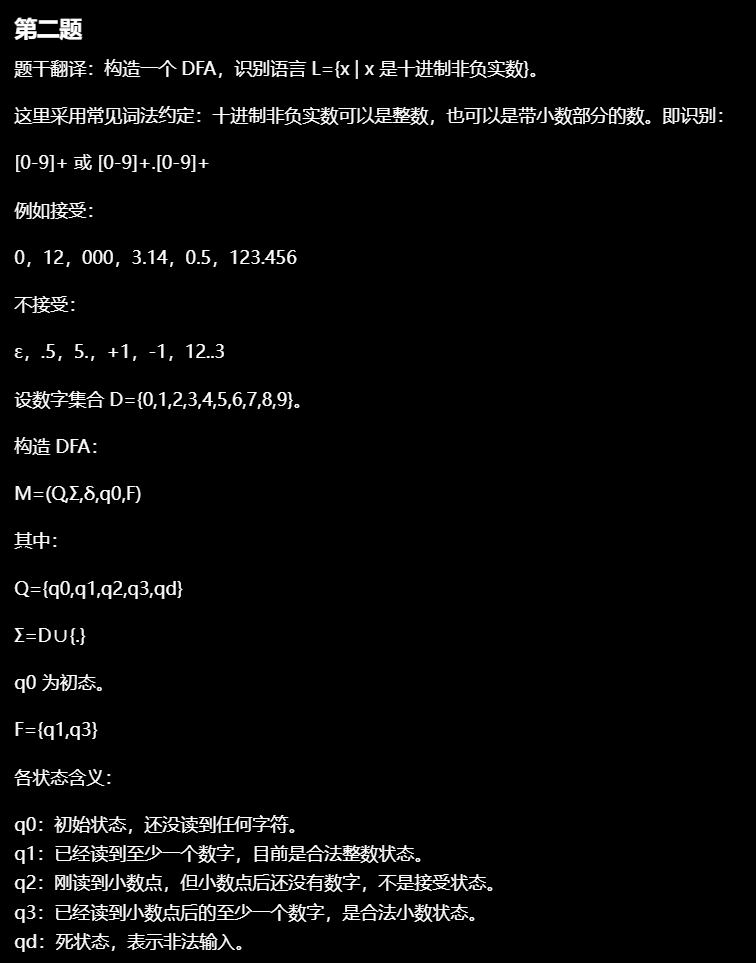 第二题
题干翻译：构造一个 DFA，识别语言 L={x | x 是十进制非负实数}。
这里采用常见词法约定：十进制非负实数可以是整数，也可以是带小数部分的数。即识别：
[0-9]+ 或 [0-9]+.[0-9]+
例如接受：
0，12，000，3.14，0.5，123.456
不接受：
ε，.5，5.，+1，-1，12..3
设数字集合 D={0,1,2,3,4,5,6,7,8,9}。
构造 DFA：
M=(Q,Σ,δ,q0,F)
其中：
Q={q0,q1,q2,q3,qd}
Σ=D∪{.}
q0 为初态。
F={q1,q3}
各状态含义：
q0：初始状态，还没读到任何字符。
q1：已经读到至少一个数字，目前是合法整数状态。
q2：刚读到小数点，但小数点后还没有数字，不是接受状态。
q3：已经读到小数点后的至少一个数字，是合法小数状态。
qd：死状态，表示非法输入。